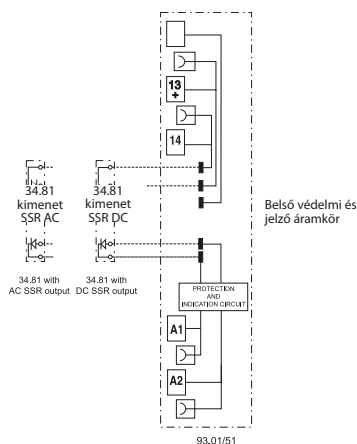 13
+
14
34.81
kimenet
SSR AC
34.81
kimenet
SSR DC
Belső védelmi és
jelző áramkör
34.81 with
AC SSR output
34.81 with
DC SSR output
PROTECTION
AND
INDICATION CIRCUIT
A1
A2
93.01/51